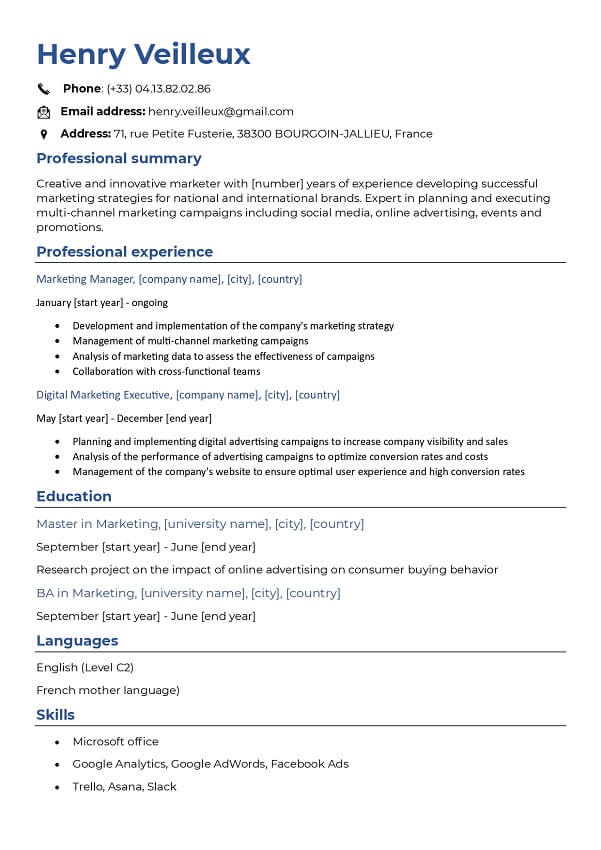 Henry Veilleux
Phone: (+33) 04.13.82.02.86
Email address: henry.veilleux@gmail.com
Address: 71, rue Petite Fusterie, 38300 BOURGOIN-JALLIEU, France
Professional summary
Creative and innovative marketer with [number] years of experience developing successful
marketing strategies for national and international brands. Expert in planning and executing
multi-channel marketing campaigns including social media, online advertising, events and
promotions.
Professional experience
Marketing Manager, [company name], [city], [country]
January [start year] - ongoing
• Development and implementation of the company's marketing strategy
• Management of multi-channel marketing campaigns
• Analysis of marketing data to assess the effectiveness of campaigns
• Collaboration with cross-functional teams
Digital Marketing Executive, [company name], [city], [country]
May [start year] - December [end year]
• Planning and implementing digital advertising campaigns to increase company visibility and sales
• Analysis of the performance of advertising campaigns to optimize conversion rates and costs
• Management of the company's website to ensure optimal user experience and high conversion rates
Education
Master in Marketing, [university name], [city], [country]
September [start year] - June [end year]
Research project on the impact of online advertising on consumer buying behavior
BA in Marketing, [university name], [city], [country]
September [start year] - June [end year]
Languages
English (Level C2)
French mother language)
Skills
• Microsoft office
• Google Analytics, Google AdWords, Facebook Ads
• Trello, Asana, Slack